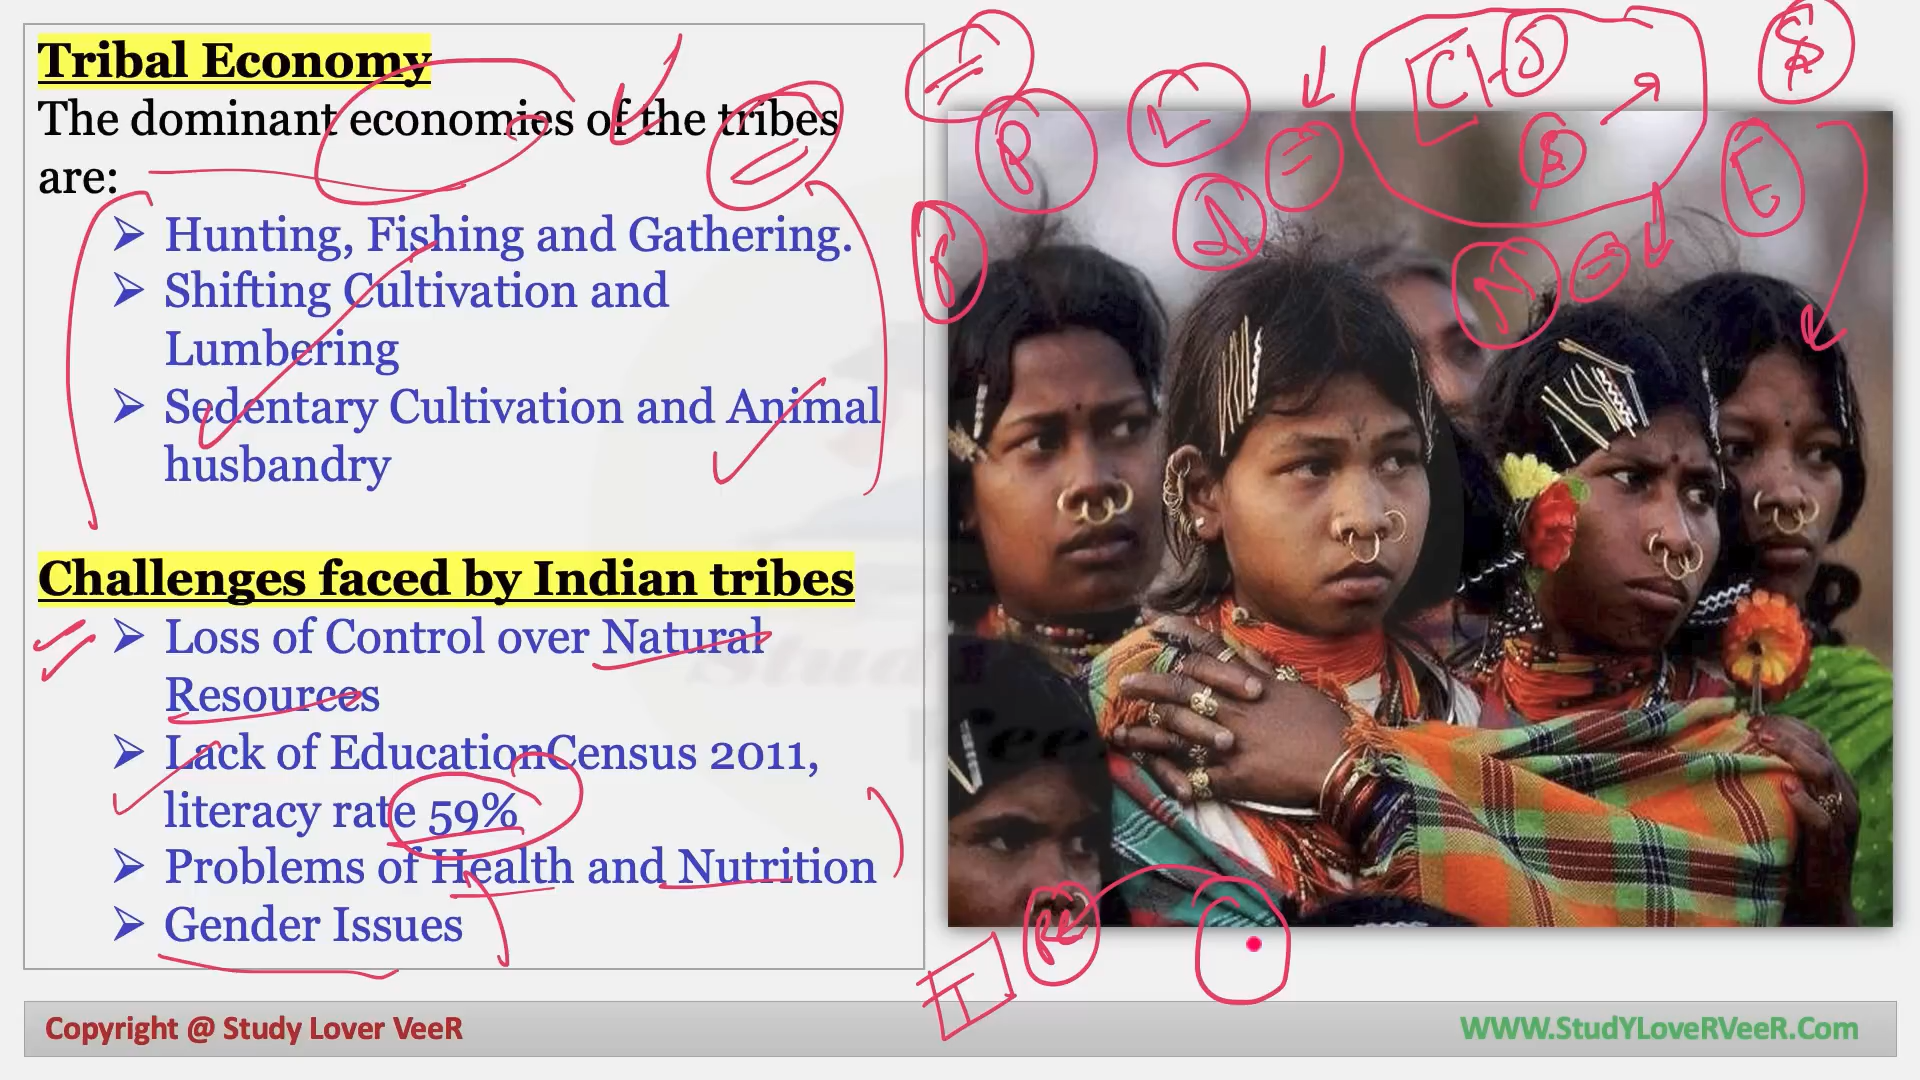 Tribal Economy
The dominant economies of the tribes
are:
Hunting, Fishing and Gathering.
Shifting Cultivation and
Lumbering
Sedentary Cultivation and Animal
husbandry
Challenges faced by Indian tribes
Loss of Control over Natural
Resources
Lack of EducationCensus 2011,
literacy rate 59%
Problems of Health and Nutrition
Gender Issues
Copyright @ Study Lover VeeR
WWW.StudYLoveRVeeR.Com